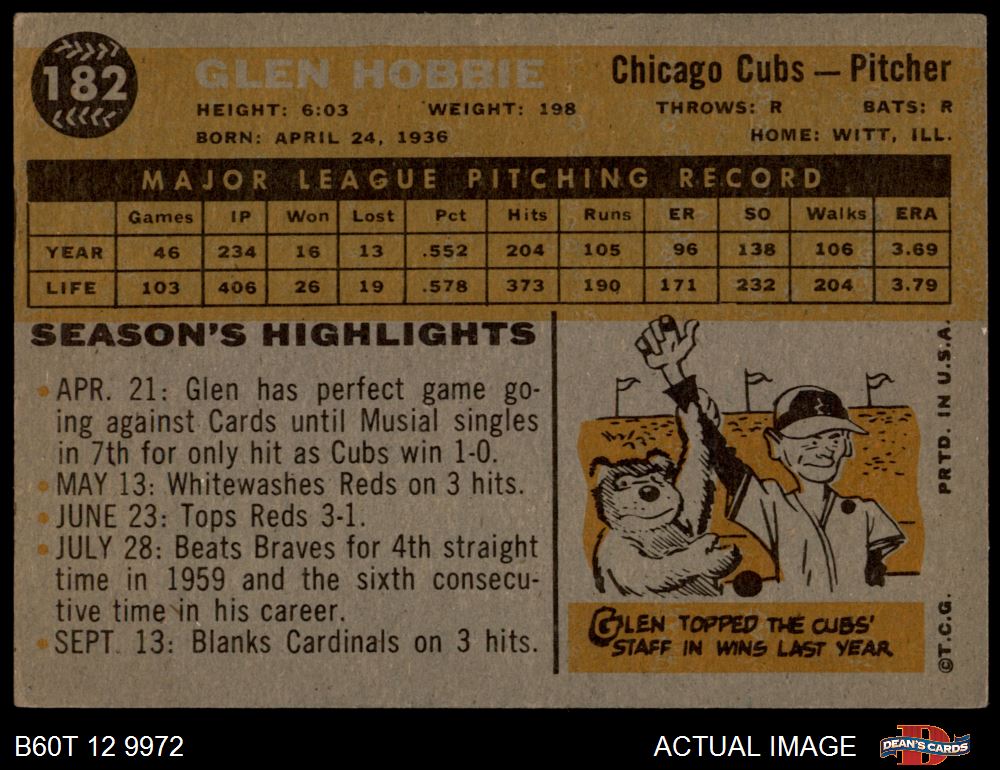 182
GLEN HOBBIE
Chicago Cubs — Pitcher
HEIGHT: 6:03 WEIGHT: 198 THROWS: R BATS: R
BORN: APRIL 24, 1936 HOME: WITT, ILL.
MAJOR LEAGUE PITCHING RECORD
Games IP Won Lost Pct Hits Runs ER SO Walks ERA
YEAR 46 234 16 13 .552 204 105 96 138 106 3.69
LIFE 103 406 26 19 .578 373 190 171 232 204 3.79
SEASON'S HIGHLIGHTS
• APR. 21: Glen has perfect game go-
ing against Cards until Musial singles
in 7th for only hit as Cubs win 1-0.
• MAY 13: Whitewashes Reds on 3 hits.
• JUNE 23: Tops Reds 3-1.
• JULY 28: Beats Braves for 4th straight
time in 1959 and the sixth consecu-
tive time in his career.
• SEPT. 13: Blanks Cardinals on 3 hits.
GLEN TOPPED THE CUBS'
STAFF IN WINS LAST YEAR
©T.C.G. PRTD. IN U.S.A.
B60T 12 9972
ACTUAL IMAGE
D
DEAN'S CARDS